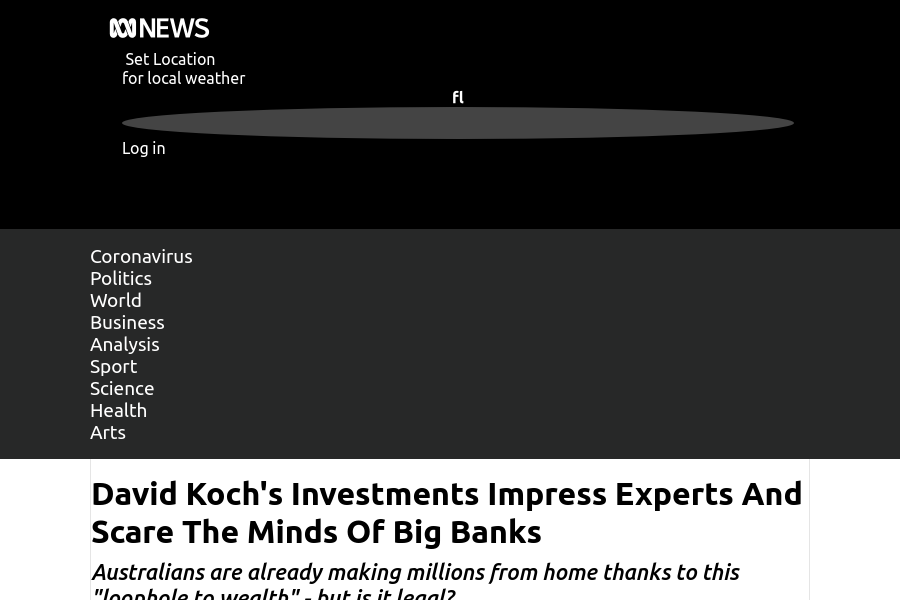 NEWS
Set Location
for local weather
fl
Log in
Coronavirus
Politics
World
Business
Analysis
Sport
Science
Health
Arts
David Koch's Investments Impress Experts And
Scare The Minds Of Big Banks
Australians are already making millions from home thanks to this
"loophole to wealth" - but is it legal?